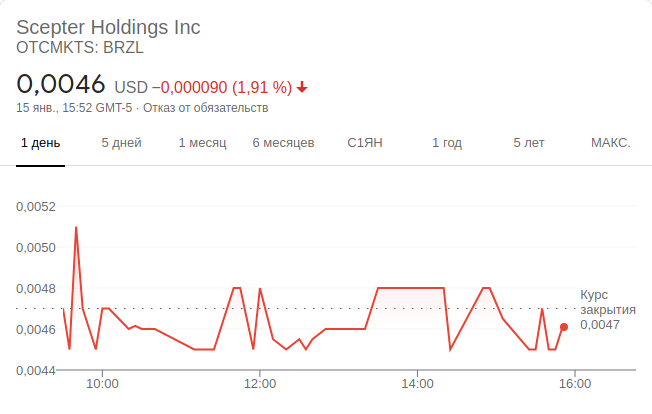 Scepter Holdings Inc
OTCMKTS: BRZL
0,0046 USD −0,000090 (1,91 %)
15 янв., 15:52 GMT-5 · Отказ от обязательств
1 день 5 дней 1 месяц 6 месяцев С1ЯН 1 год 5 лет МАКС.
0,0052
0,0050
0,0048
0,0046
0,0044
Курс
закрытия
0,0047
10:00 12:00 14:00 16:00